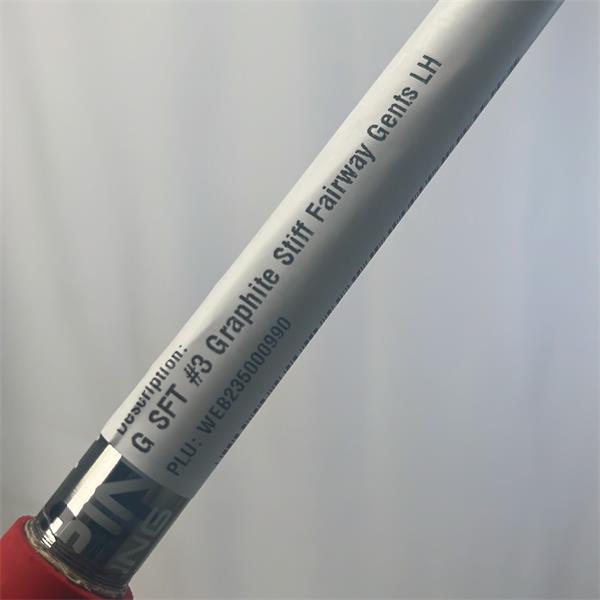 Description:
G SFT #3 Graphite Stiff Fairway Gents LH
PLU: WEB235000990